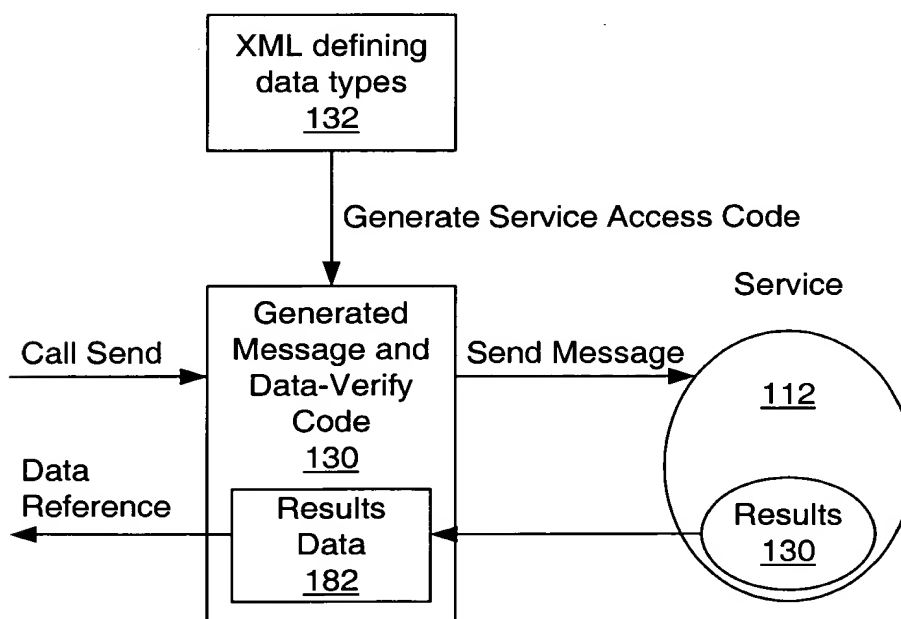 XML defining
data types
132
Generate Service Access Code
Service
Call Send
Generated
Message and
Data-Verify
Code
130
Send Message
112
Data
Reference
Results
Data
182
Results
130